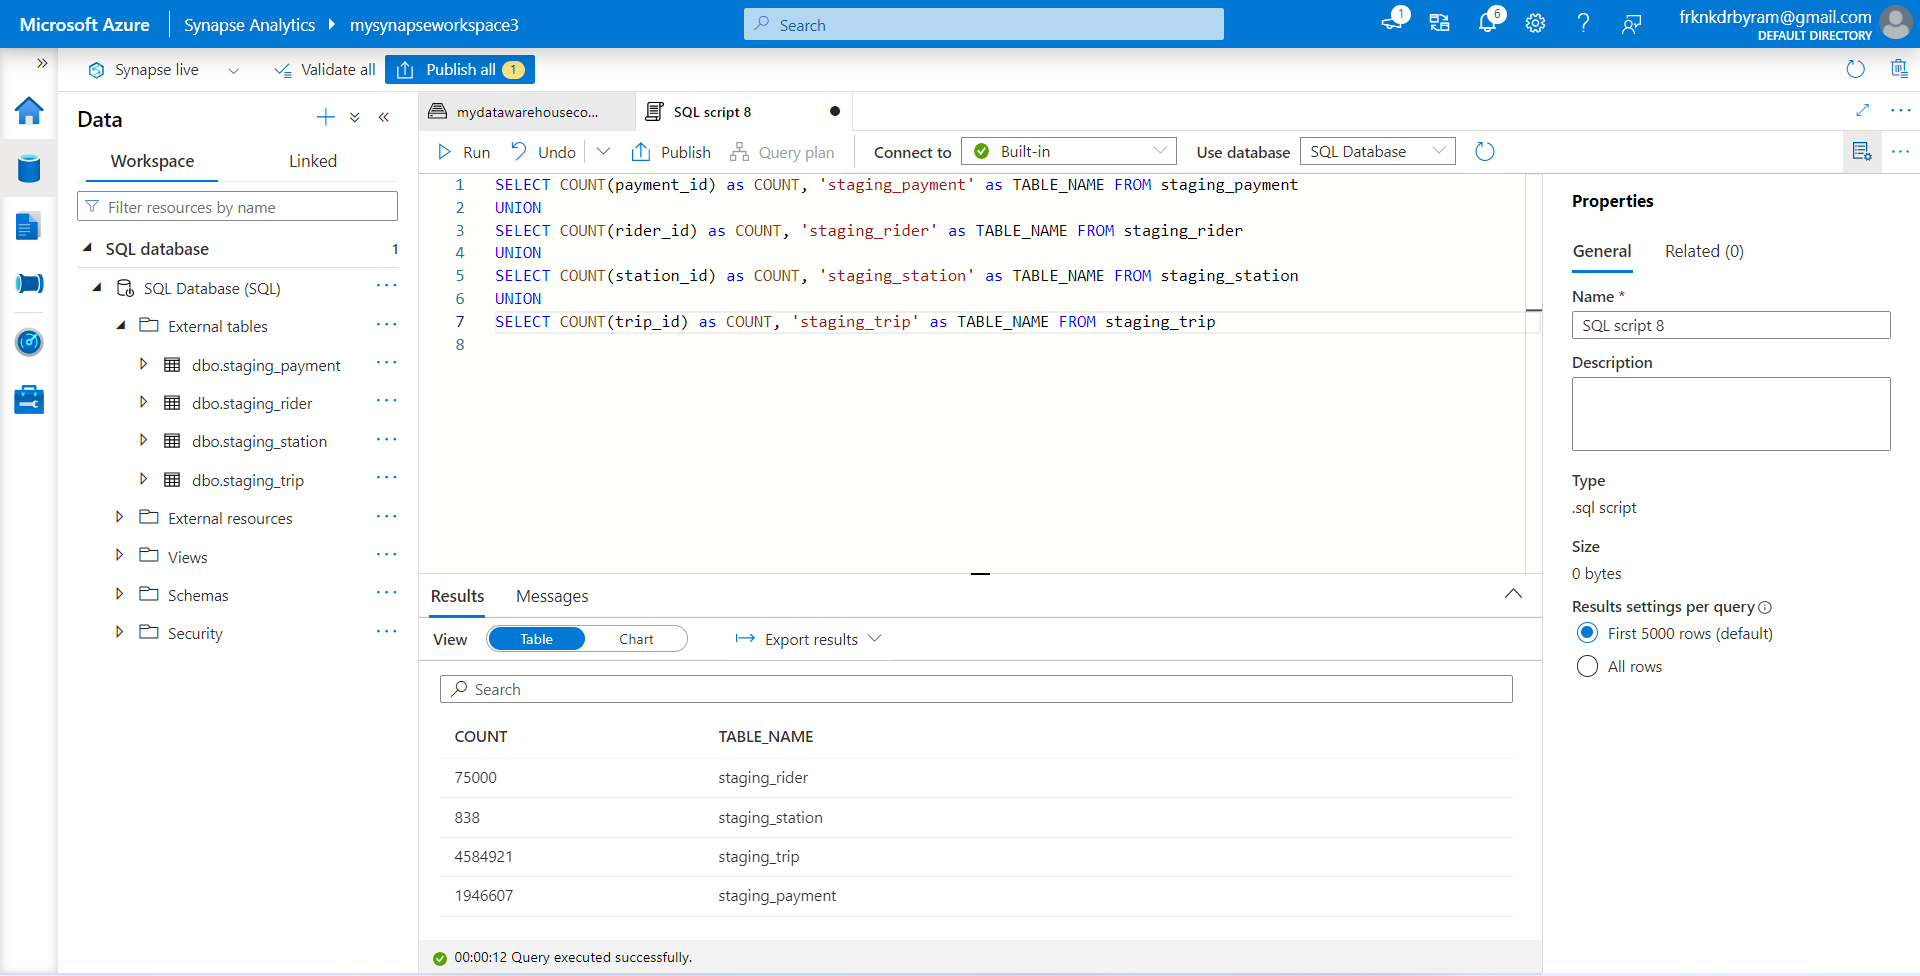 Microsoft Azure
Synapse Analytics
mysynapseworkspace3
Search
1
6
frknkdrbyram@gmail.com
DEFAULT DIRECTORY
Synapse live
Validate all
Publish all 1
Data
Workspace
Linked
Filter resources by name
SQL database 1
SQL Database (SQL)
External tables
dbo.staging_payment
dbo.staging_rider
dbo.staging_station
dbo.staging_trip
External resources
Views
Schemas
Security
mydatawarehouseco...
SQL script 8
Run
Undo
Publish
Query plan
Connect to
Built-in
Use database
SQL Database
1 SELECT COUNT(payment_id) as COUNT, 'staging_payment' as TABLE_NAME FROM staging_payment
2 UNION
3 SELECT COUNT(rider_id) as COUNT, 'staging_rider' as TABLE_NAME FROM staging_rider
4 UNION
5 SELECT COUNT(station_id) as COUNT, 'staging_station' as TABLE_NAME FROM staging_station
6 UNION
7 SELECT COUNT(trip_id) as COUNT, 'staging_trip' as TABLE_NAME FROM staging_trip
8
Results
Messages
View
Table
Chart
Export results
Search
COUNT TABLE_NAME
75000 staging_rider
838 staging_station
4584921 staging_trip
1946607 staging_payment
00:00:12 Query executed successfully.
Properties
General
Related (0)
Name *
SQL script 8
Description
Type
.sql script
Size
0 bytes
Results settings per query
First 5000 rows (default)
All rows